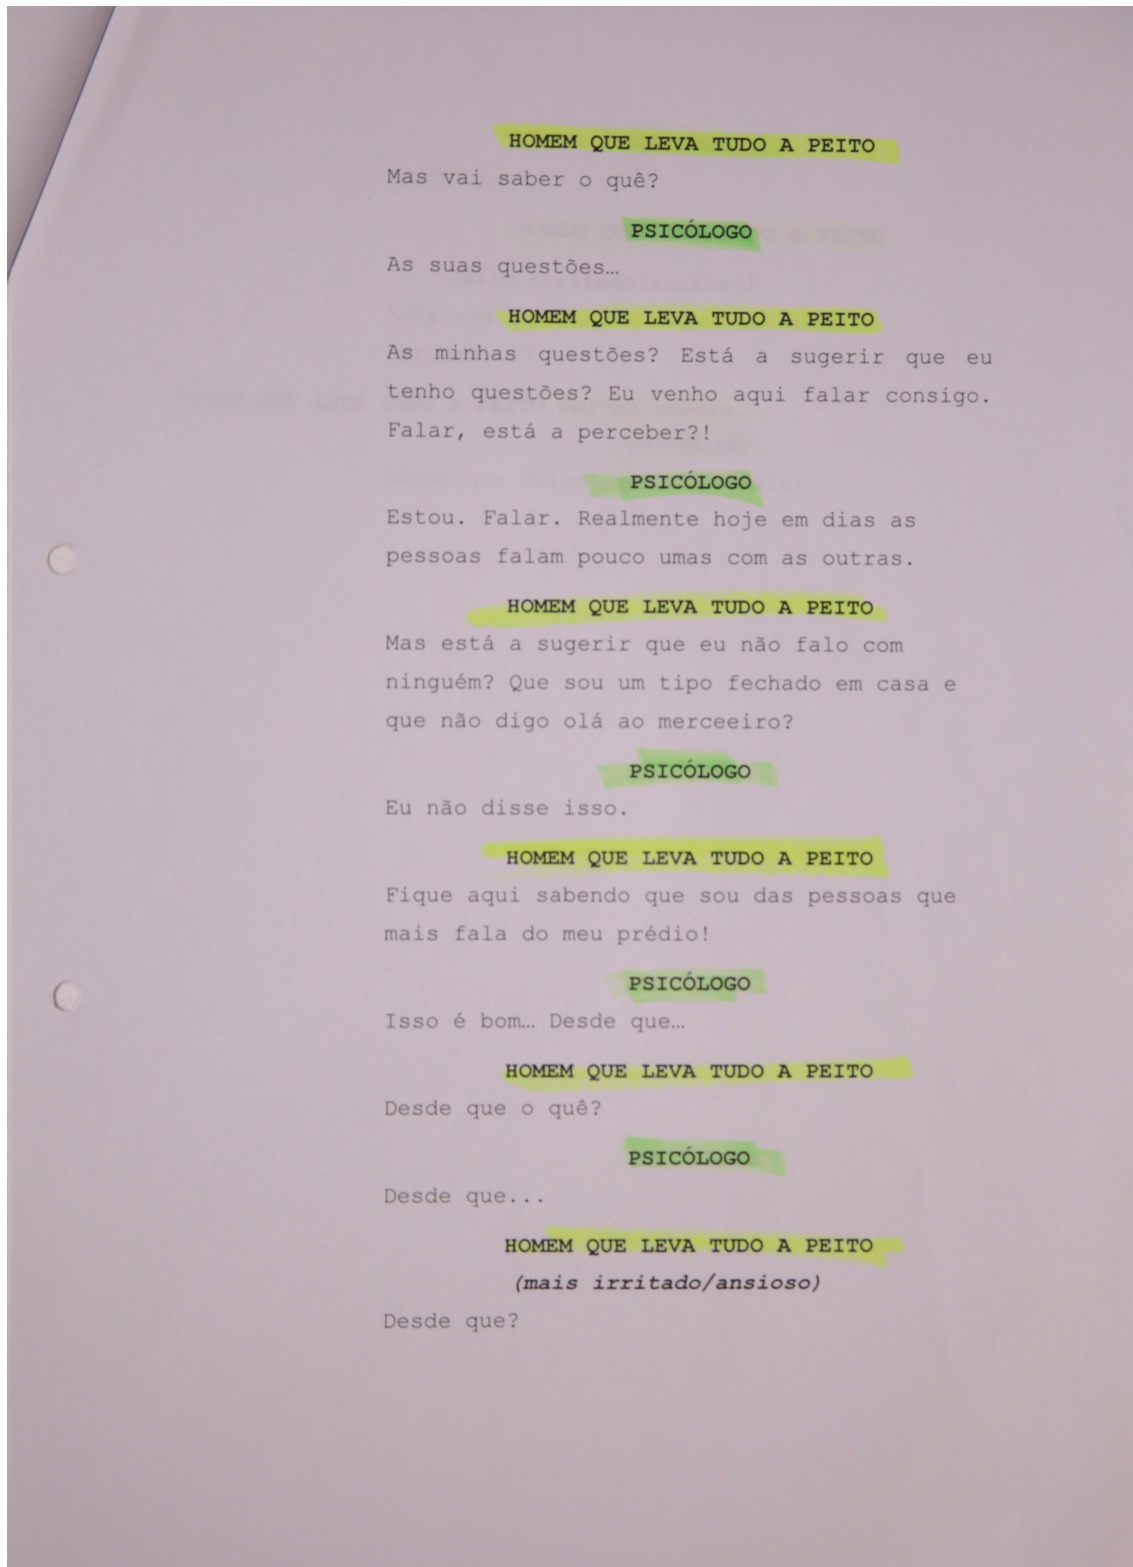 HOMEM QUE LEVA TUDO A PEITO
Mas vai saber o quê?
PSICÓLOGO
As suas questões…
HOMEM QUE LEVA TUDO A PEITO
As minhas questões? Está a sugerir que eu
tenho questões? Eu venho aqui falar consigo.
Falar, está a perceber?!
PSICÓLOGO
Estou. Falar. Realmente hoje em dias as
pessoas falam pouco umas com as outras.
HOMEM QUE LEVA TUDO A PEITO
Mas está a sugerir que eu não falo com
ninguém? Que sou um tipo fechado em casa e
que não digo olá ao merceeiro?
PSICÓLOGO
Eu não disse isso.
HOMEM QUE LEVA TUDO A PEITO
Fique aqui sabendo que sou das pessoas que
mais fala do meu prédio!
PSICÓLOGO
Isso é bom… Desde que…
HOMEM QUE LEVA TUDO A PEITO
Desde que o quê?
PSICÓLOGO
Desde que...
HOMEM QUE LEVA TUDO A PEITO
(mais irritado/ansioso)
Desde que?